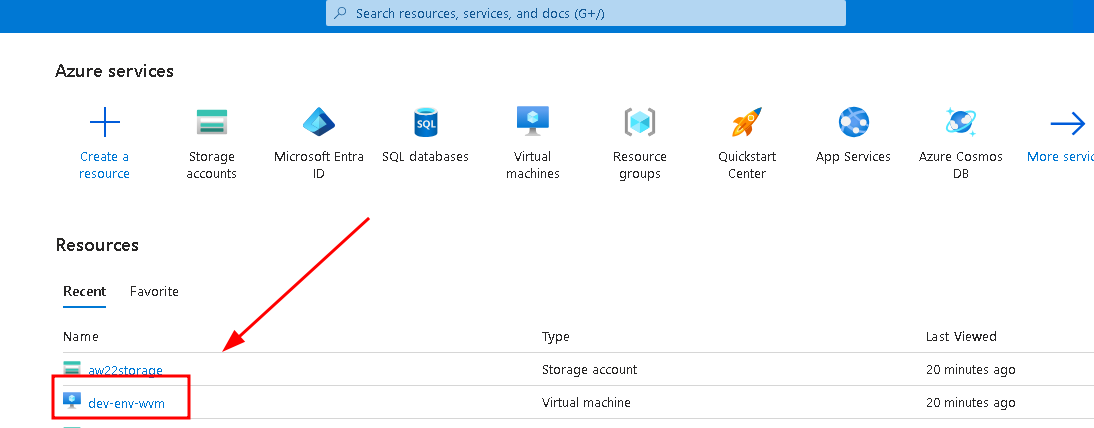 Search resources, services, and docs (G+/)
Azure services
Create a resource
Storage accounts
Microsoft Entra ID
SQL databases
Virtual machines
Resource groups
Quickstart Center
App Services
Azure Cosmos DB
More servic
SQL
Resources
Recent Favorite
Name Type Last Viewed
aw22storage Storage account 20 minutes ago
dev-env-wvm Virtual machine 20 minutes ago